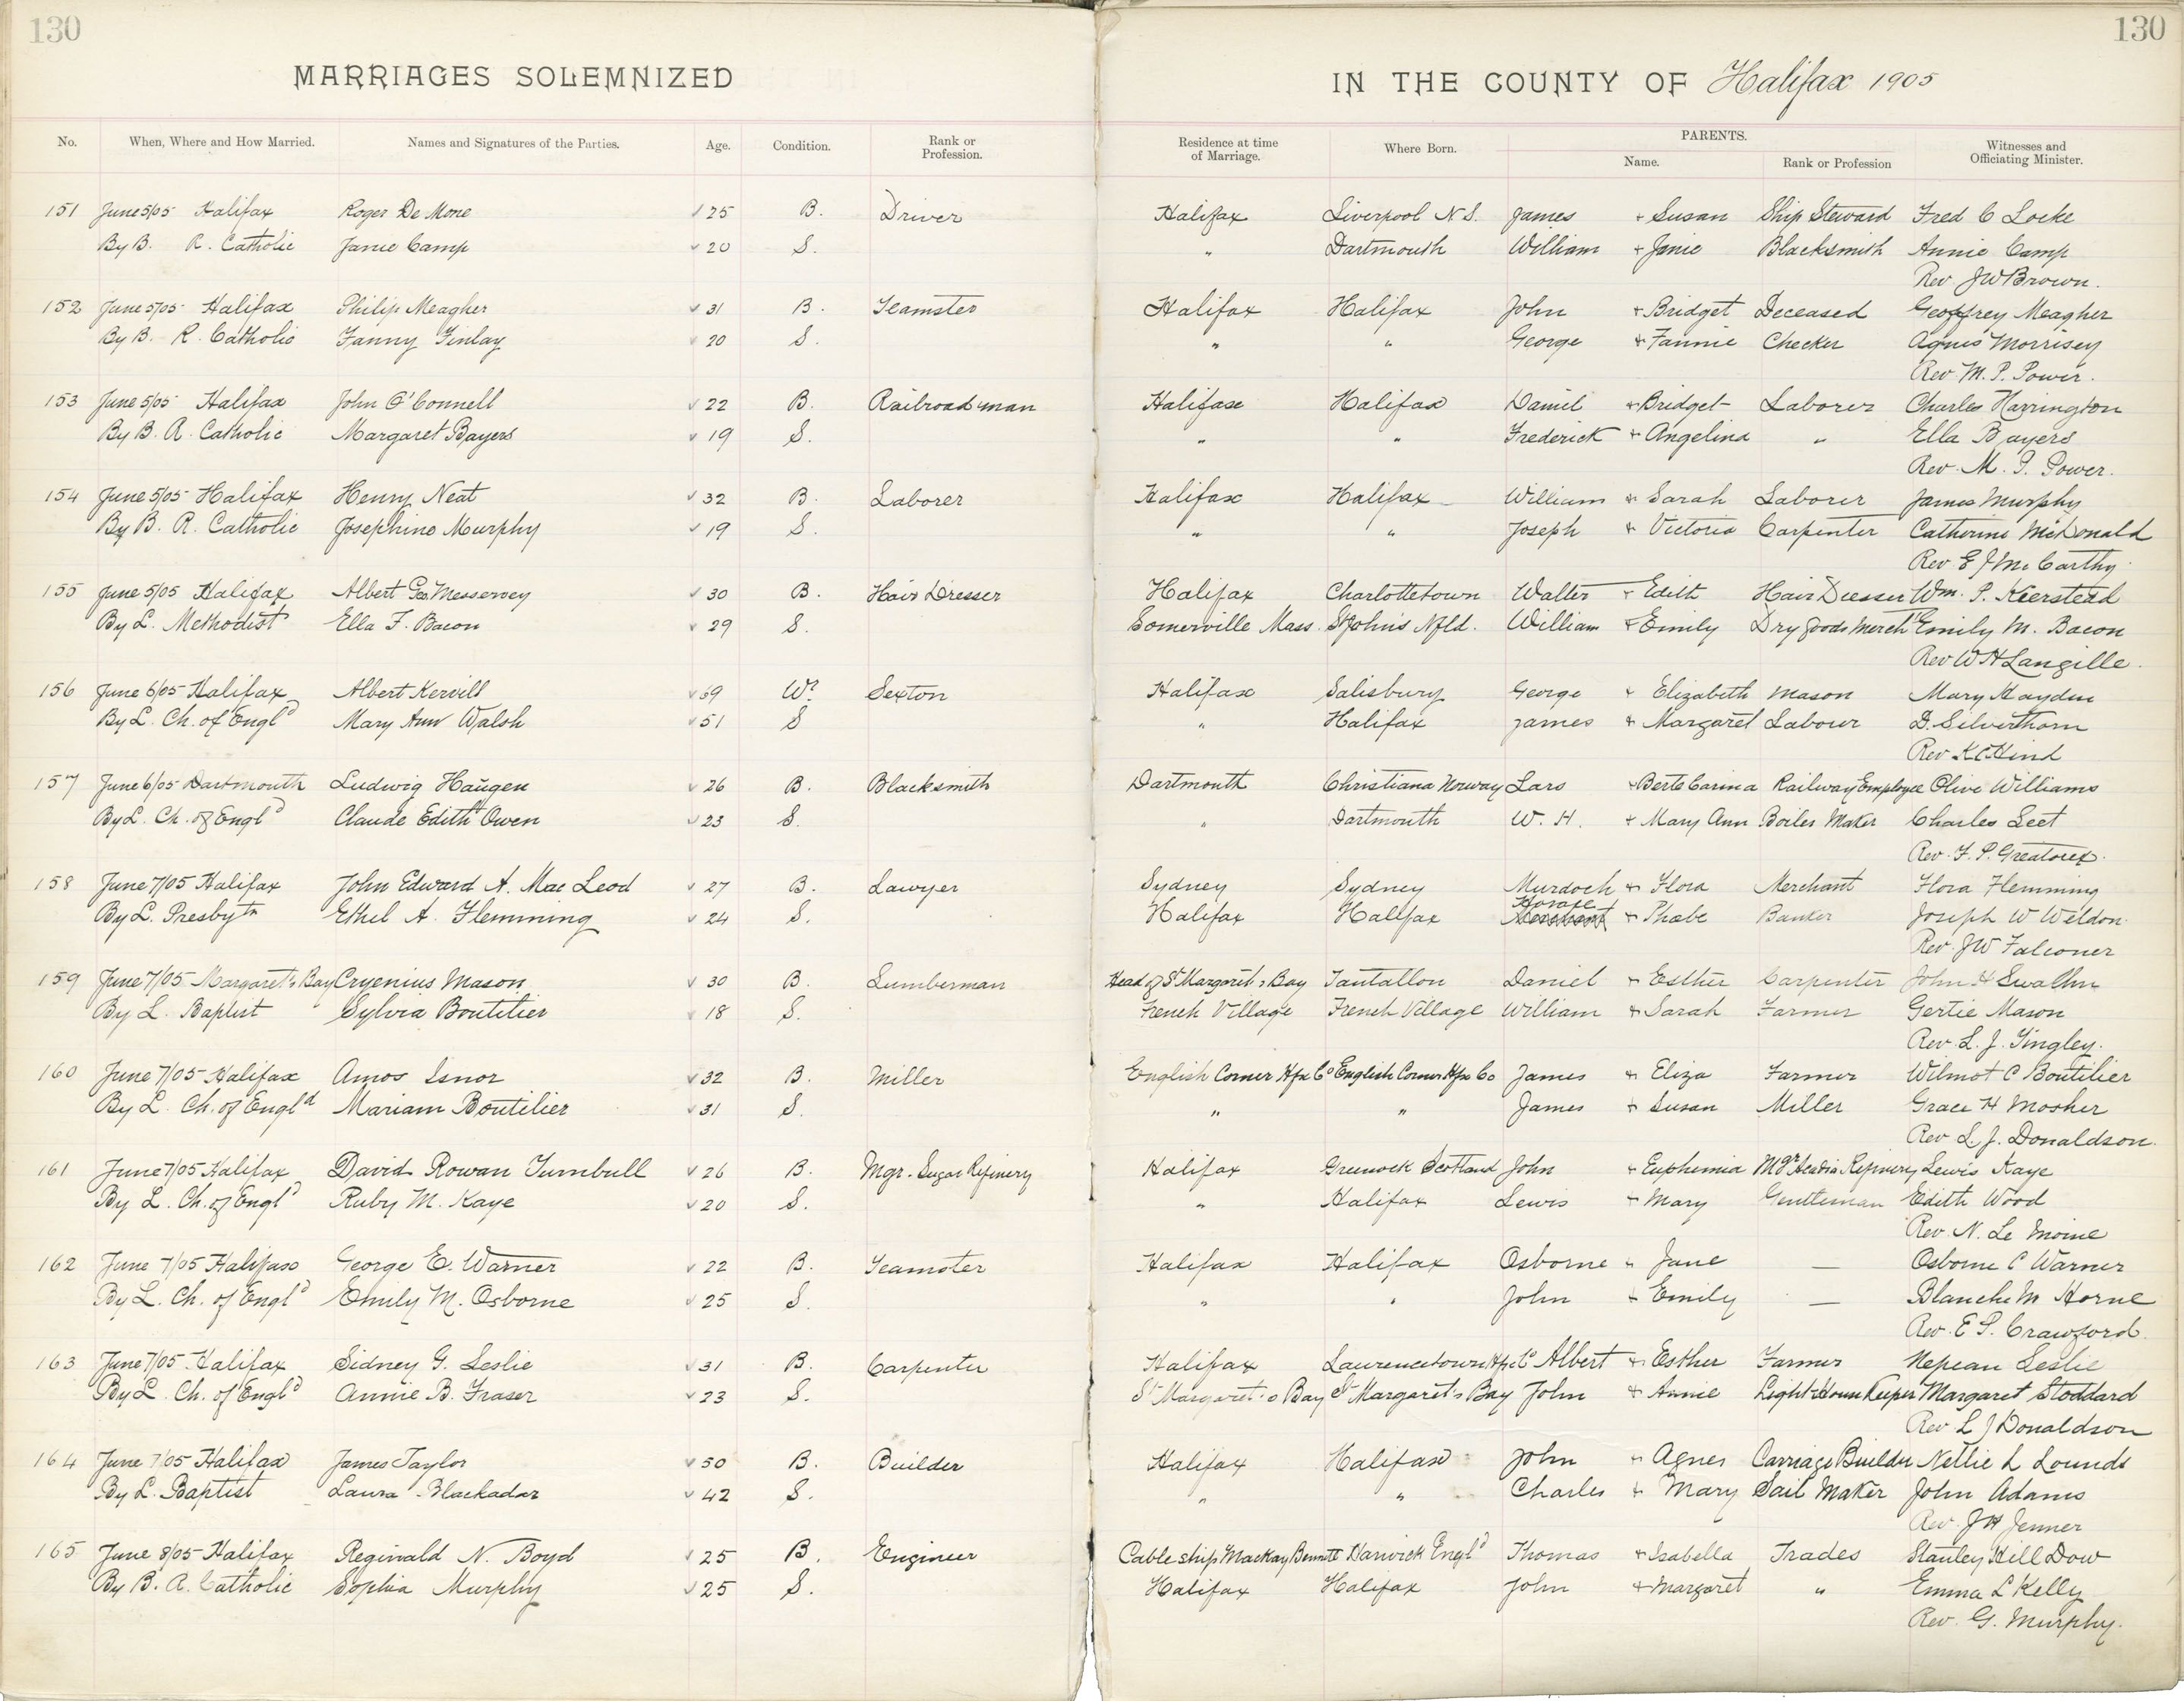 130 130
MARRIAGES SOLEMNIZED IN THE COUNTY OF Halifax 1905
No. When, Where and How Married. Names and Signatures of the Parties. Age. Condition. Rank or Profession. Residence at time of Marriage. Where Born. PARENTS. Name. Rank or Profession Witnesses and Officiating Minister.
151 June 5/05 Halifax Roger De Mone 25 B. Driver Halifax Liverpool N.S. James + Susan Ship Steward Fred C Locke
By B. R. Catholic Janie Camp 20 S. " Dartmouth William + Janie Blacksmith Annie Camp
Rev JW Brown.
152 June 5/05 Halifax Philip Meagher 31 B. Teamster Halifax Halifax John + Bridget Deceased Geoffrey Meagher
By B. R. Catholic Fanny Finlay 20 S. " " George + Fannie Checker Agnes Morrisey
Rev M. P. Power.
153 June 5/05 Halifax John O'Connell 22 B. Railroad man Halifax Halifax Daniel + Bridget Laborer Charles Harrington
By B. R. Catholic Margaret Bayers 19 S. " " Frederick + Angelina " Ella Bayers
Rev. M. P. Power.
154 June 5/05 Halifax Henry Neat 32 B. Laborer Halifax Halifax William + Sarah Laborer James Murphy
By B. R. Catholic Josephine Murphy 19 S. " " Joseph + Victoria Carpenter Catherine McDonald
Rev E J McCarthy
155 June 5/05 Halifax Albert Geo Messervey 30 B. Hair Dresser Halifax Charlottetown Walter + Edith Hair Dresser Wm. P. Kierstead
By L. Methodist Ella F. Bacon 29 S. Somerville Mass. St John's Nfld. William + Emily Dry Goods Mercht Emily M. Bacon
Rev W H Langille.
156 June 6/05 Halifax Albert Kervill 69 Wr Sexton Halifax Salisbury George + Elizabeth Mason Mary Hayden
By L. Ch. of Engld Mary Ann Walsh 51 S " Halifax James + Margaret Labour D. Silverthorn
Rev K C Hind
157 June 6/05 Dartmouth Ludwig Haugen 26 B. Blacksmith Dartmouth Christiana Norway Lars + Berte Carina Railway Employee Olive Williams
By L. Ch. of Engld Claude Edith Owen 23 S. " Dartmouth W. H. + Mary Ann Boiler Maker Charles Leet
Rev. F. P. Greatorex.
158 June 7/05 Halifax John Edward A. Mac Leod 27 B. Lawyer Sydney Sydney Murdoch + Flora Merchant Flora Flemming
By L. Presbytn Ethel A. Flemming 24 S. Halifax Halifax Horace + Phoebe Banker Joseph W Weldon
Rev. JW Falconer
159 June 7/05 Margaret's Bay Cryenius Mason 30 B. Lumberman Head of St Margaret's Bay Tantallon Daniel + Esther Carpenter John H
By L. Baptist Sylvia Boutilier 18 S. French Village French Village William + Sarah Farmer Gertie Mason
Rev. L. J. Tingley.
160 June 7/05 Halifax Amos Isnor 32 B. Miller English Corner Hfx Co English Corner Hfx Co James + Eliza Farmer Wilmot C Boutilier
By L. Ch. of Engld Mariam Boutilier 31 S. " " James + Susan Miller Grace H Mosher
Rev L. J. Donaldson.
161 June 7/05 Halifax David Rowan Turnbull 26 B. Mgr. Sugar Refinery Halifax Greenock Scotland John + Euphemia Mgr Acadia Refinery Lewis Kaye
By L. Ch. of Engld Ruby M. Kaye 20 S. " Halifax Lewis + Mary Gentleman Edith Wood
Rev. N. Le Moine
162 June 7/05 Halifax George E. Warner 22 B. Teamster Halifax Halifax Osborne + Jane — Osborne C Warner
By L. Ch. of Engld Emily M. Osborne 25 S. " " John + Emily — Blanche M Horne
Rev. E P. Crawford.
163 June 7/05 Halifax Sidney G. Leslie 31 B. Carpenter Halifax Lawrencetown Hfx Co Albert + Esther Farmer Nepean Leslie
By L. Ch. of Engld Annie B. Fraser 23 S. St Margaret's Bay St Margaret's Bay John + Annie Light House Keeper Margaret Stoddard
Rev L J Donaldson
164 June 7/05 Halifax James Taylor 50 B. Builder Halifax Halifax John + Agnes Carriage Builder Nellie L Lounds
By L. Baptist Laura Blackadar 42 S. " " Charles + Mary Sail Maker John Adams
Rev. J H Jenner
165 June 8/05 Halifax Reginald N. Boyd 25 B. Engineer Cable ship Mackay Bennett Harwick Engld Thomas + Isabella Trades Stanley Hill Dow
By B. R. Catholic Sophia Murphy 25 S. Halifax Halifax John + Margaret " Emma L Kelly
Rev. G. Murphy.